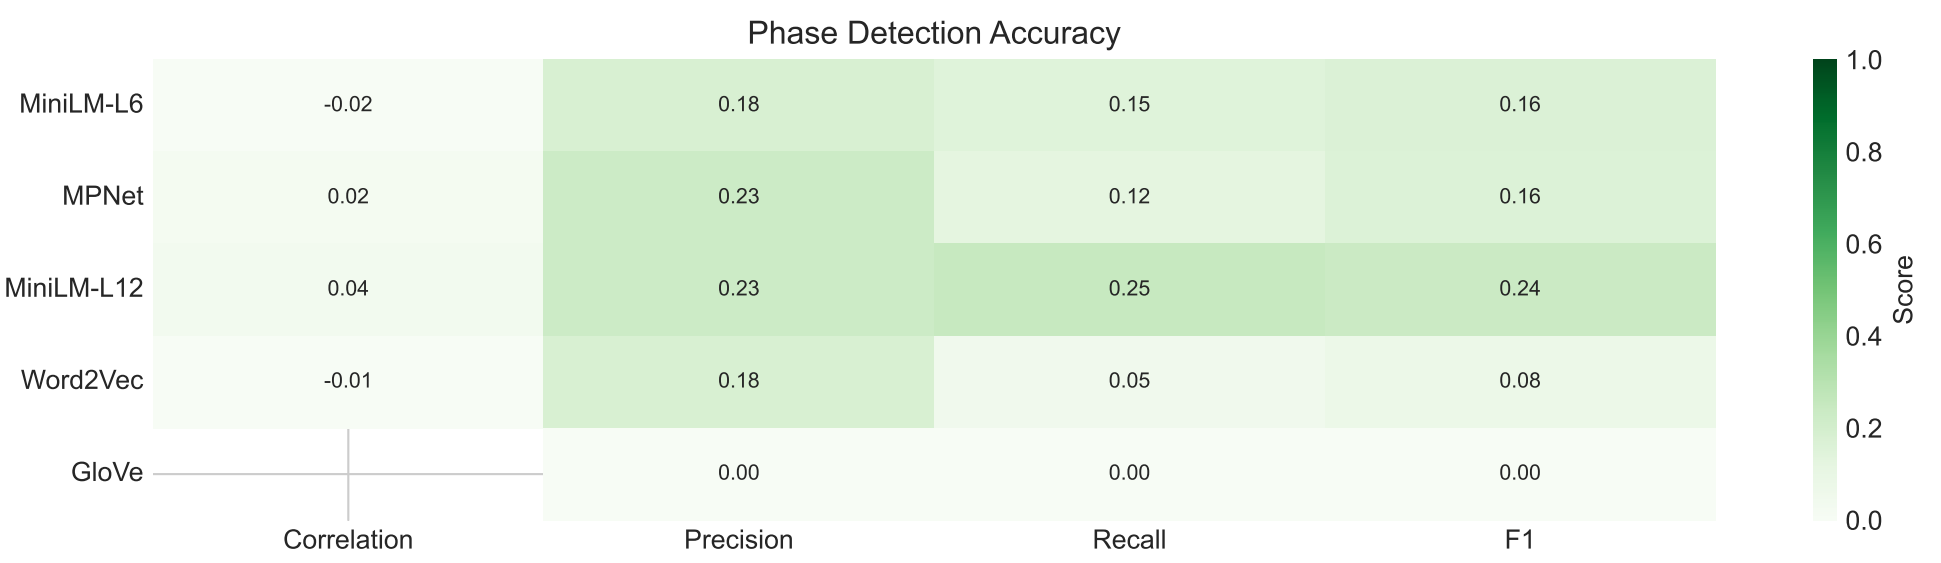 Phase Detection Accuracy
MiniLM-L6 -0.02 0.18 0.15 0.16
MPNet 0.02 0.23 0.12 0.16
MiniLM-L12 0.04 0.23 0.25 0.24
Word2Vec -0.01 0.18 0.05 0.08
GloVe 0.00 0.00 0.00
Correlation Precision Recall F1
1.0
0.8
0.6
0.4
0.2
0.0
Score